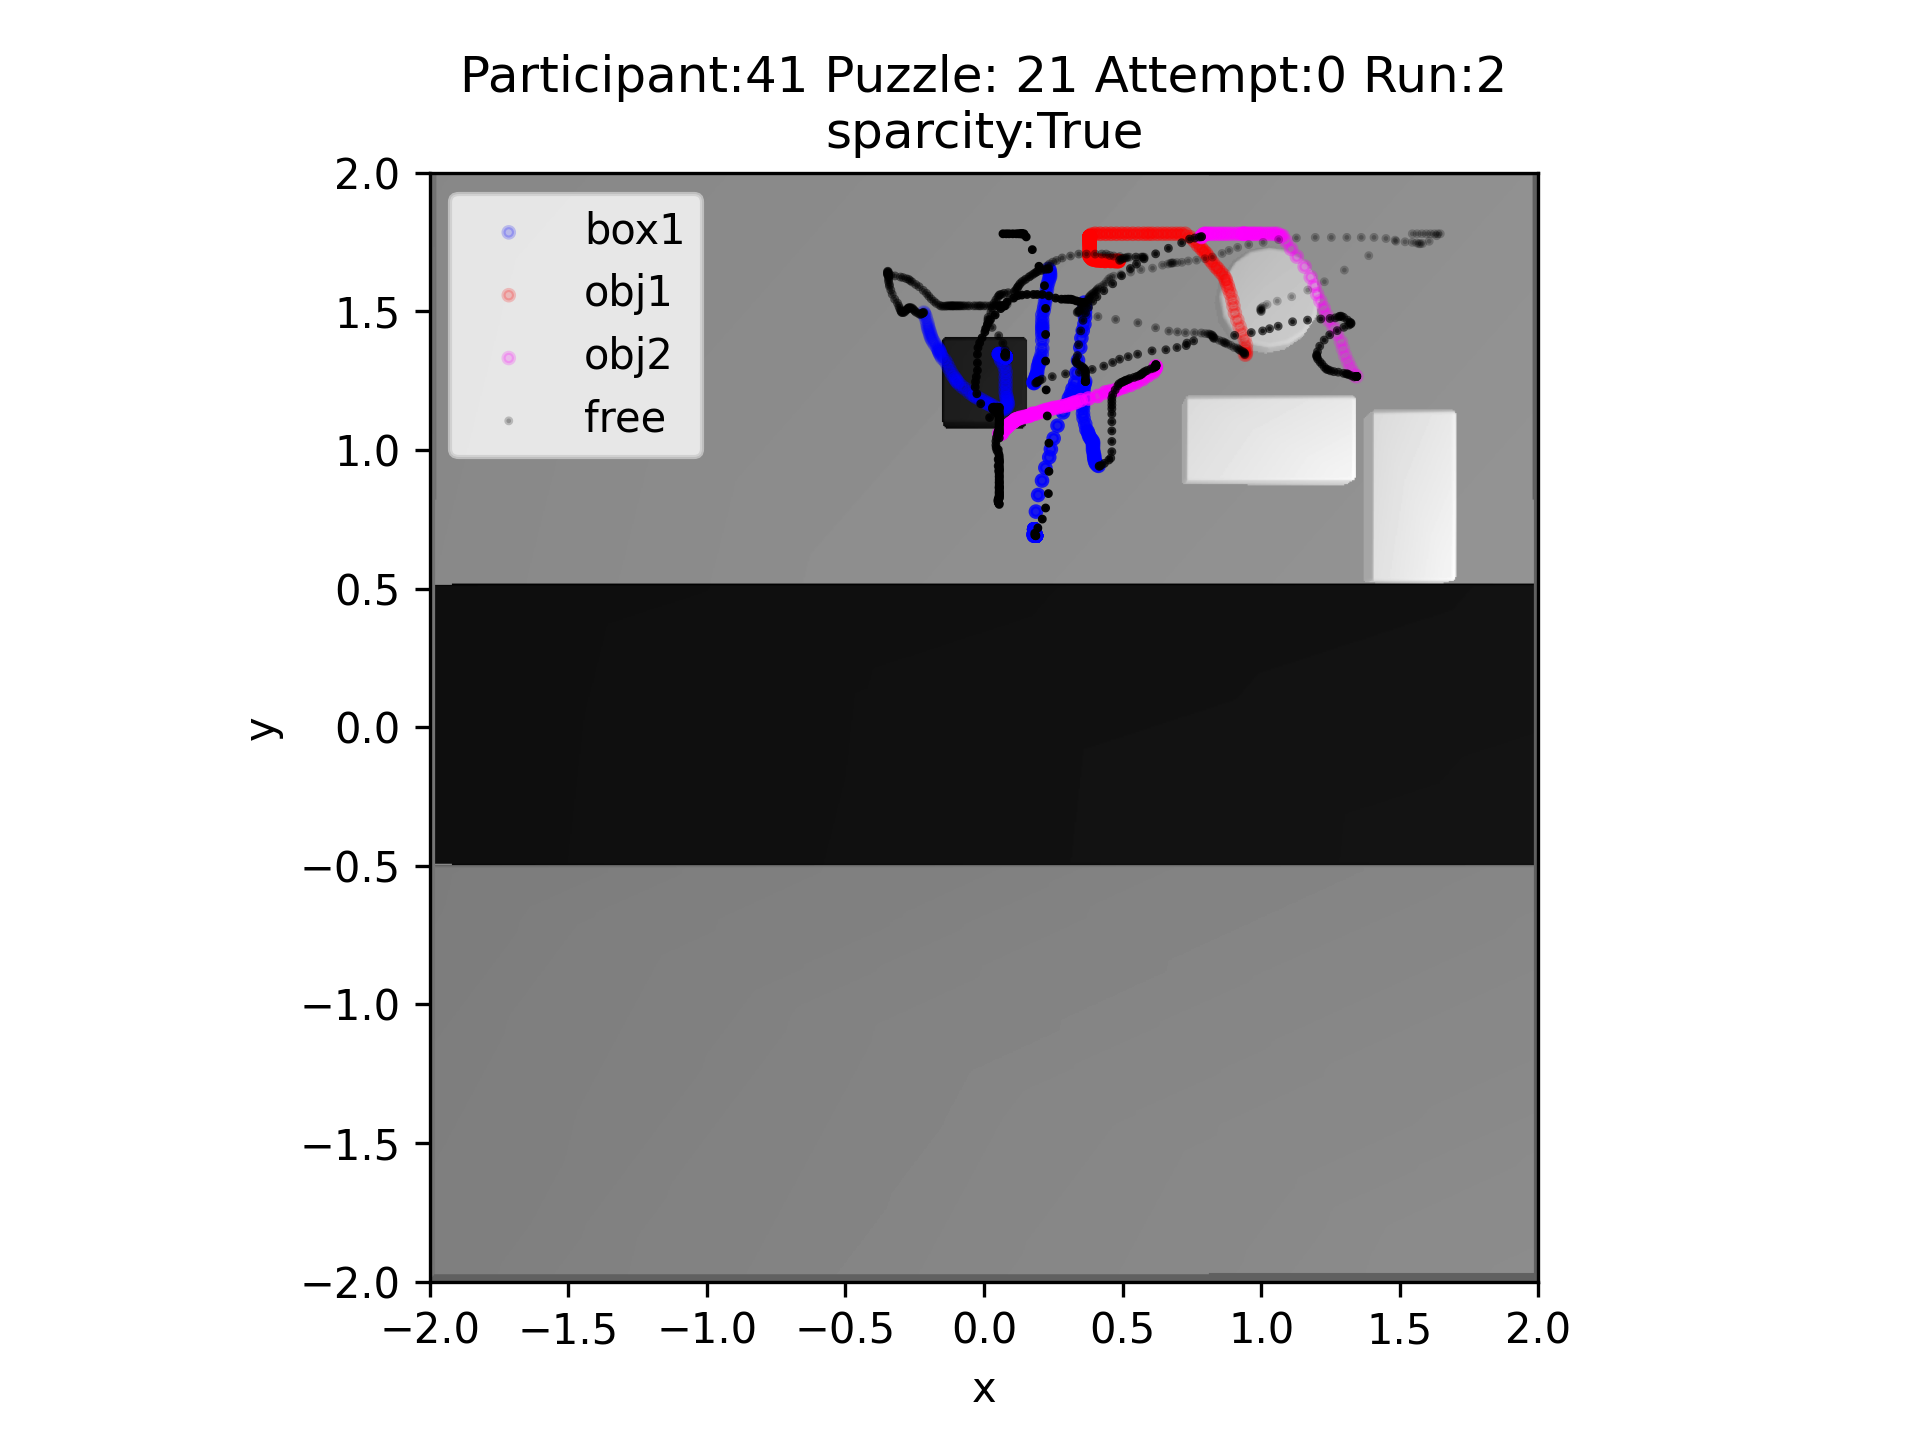 Participant:41 Puzzle: 21 Attempt:0 Run:2
sparcity:True
2.0
1.5
1.0
0.5
0.0
−0.5
−1.0
−1.5
−2.0
y
box1
obj1
obj2
free
−2.0 −1.5 −1.0 −0.5 0.0 0.5 1.0 1.5 2.0
x